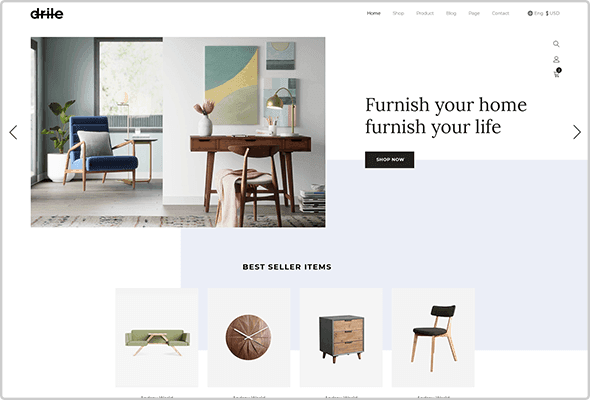 drile
Home Shop Product Blog Page Contact
Eng $ USD
Furnish your home
furnish your life
SHOP NOW
BEST SELLER ITEMS